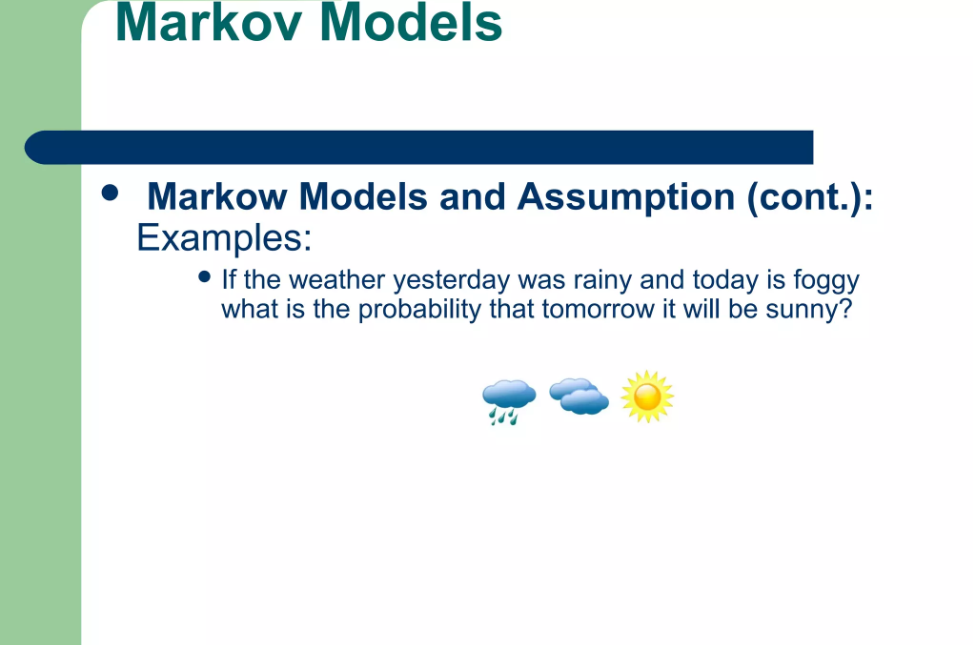 Markov Models
Markow Models and Assumption (cont.):
Examples:
If the weather yesterday was rainy and today is foggy
what is the probability that tomorrow it will be sunny?